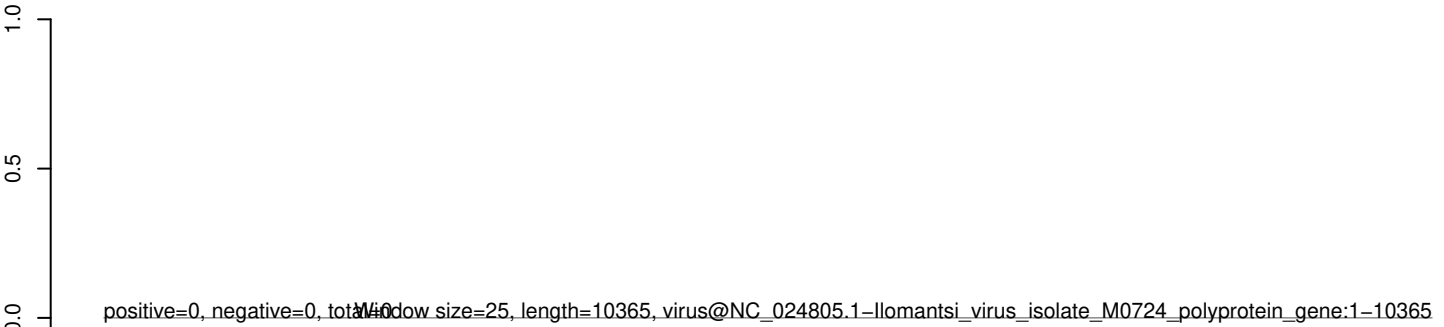 1.0
0.5
0.0
positive=0, negative=0, total=0
Window size=25, length=10365, virus@NC_024805.1−Ilomantsi_virus_isolate_M0724_polyprotein_gene:1−10365